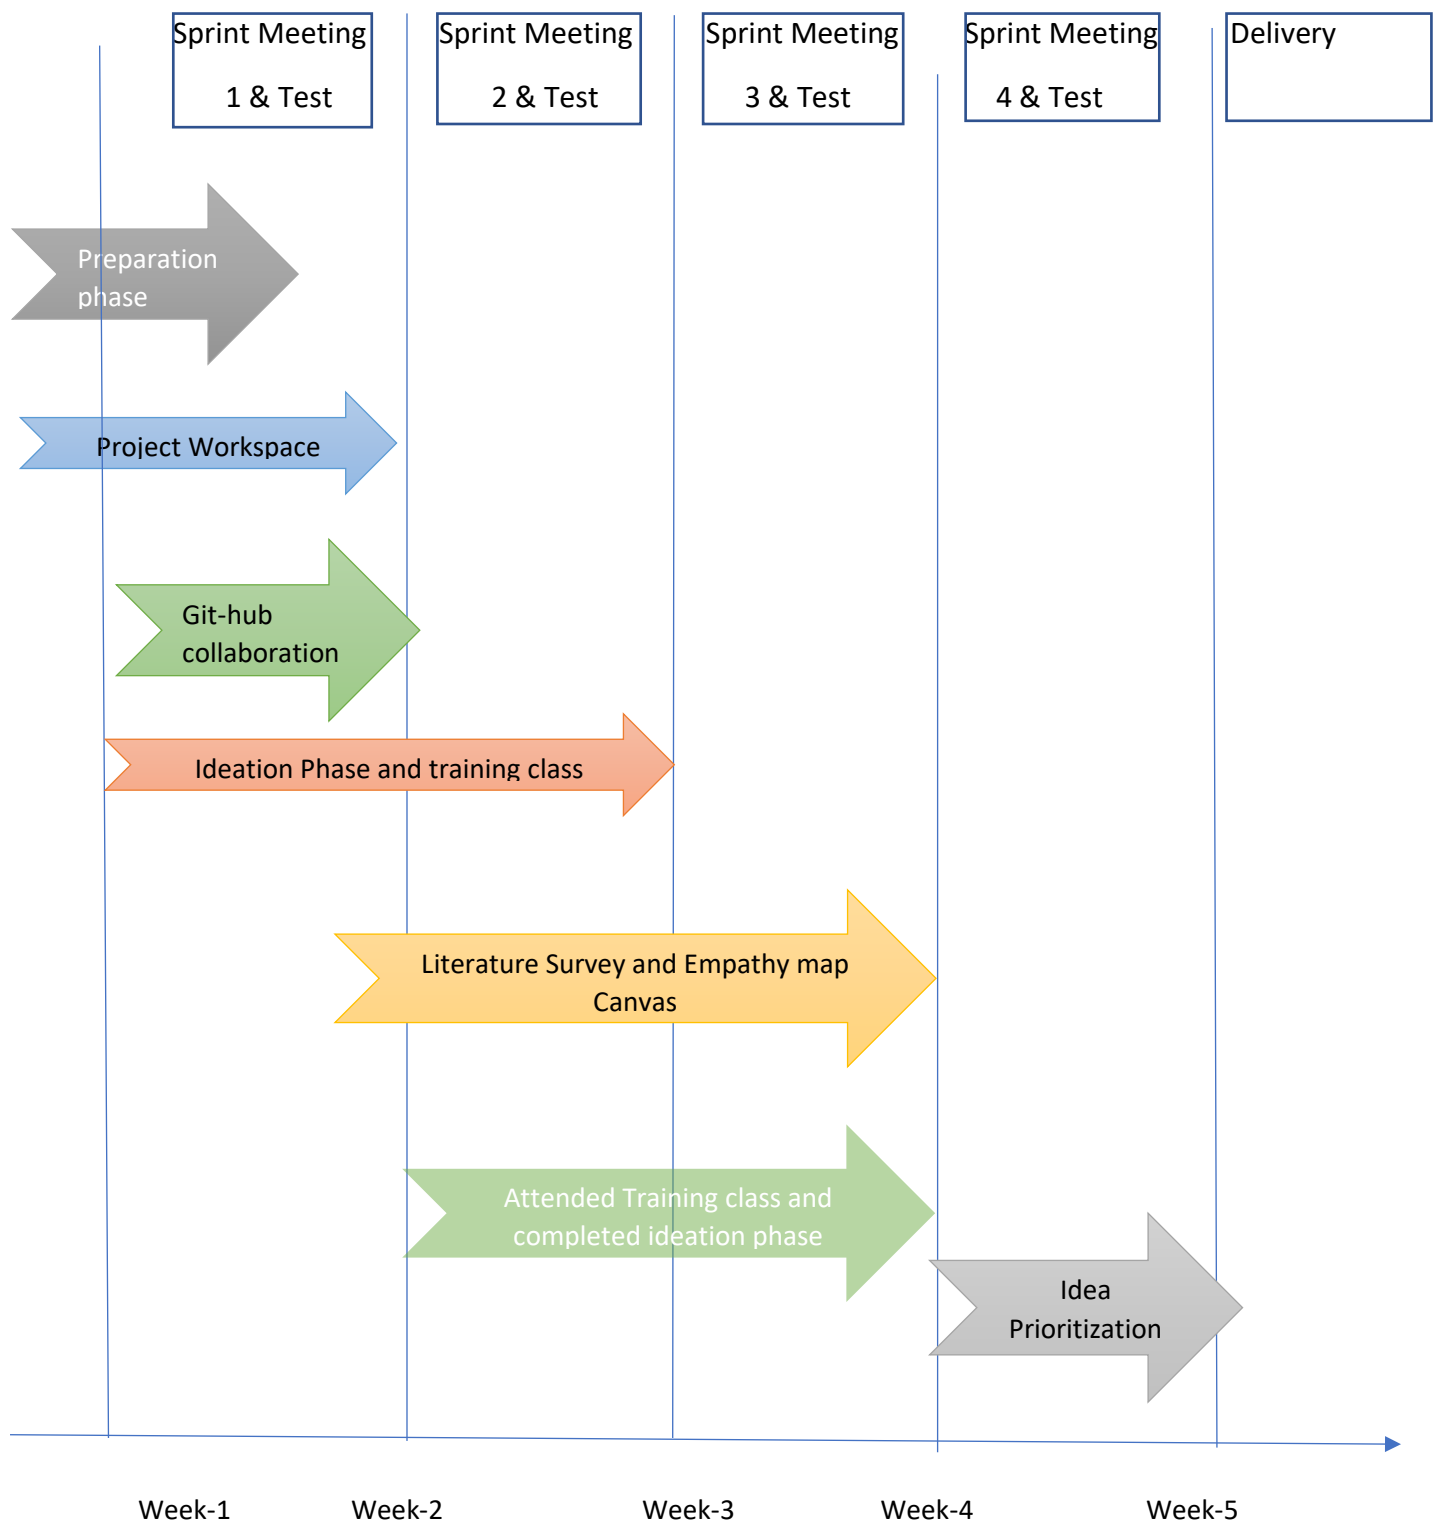 Sprint Meeting
1 & Test
Sprint Meeting
2 & Test
Sprint Meeting
3 & Test
Sprint Meeting
4 & Test
Delivery
Preparation
phase
Project Workspace
Git-hub
collaboration
Ideation Phase and training class
Literature Survey and Empathy map
Canvas
Attended Training class and
completed ideation phase
Idea
Prioritization
Week-1
Week-2
Week-3
Week-4
Week-5